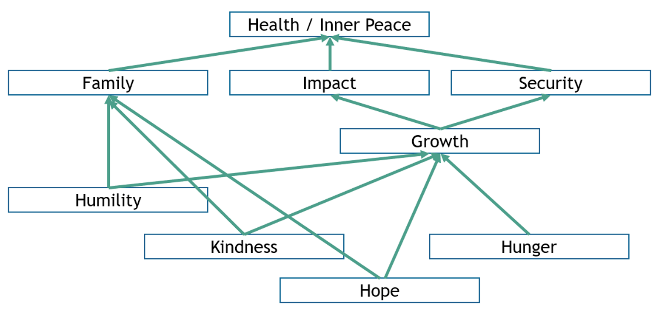 Health / Inner Peace
Family
Impact
Security
Growth
Humility
Kindness
Hunger
Hope